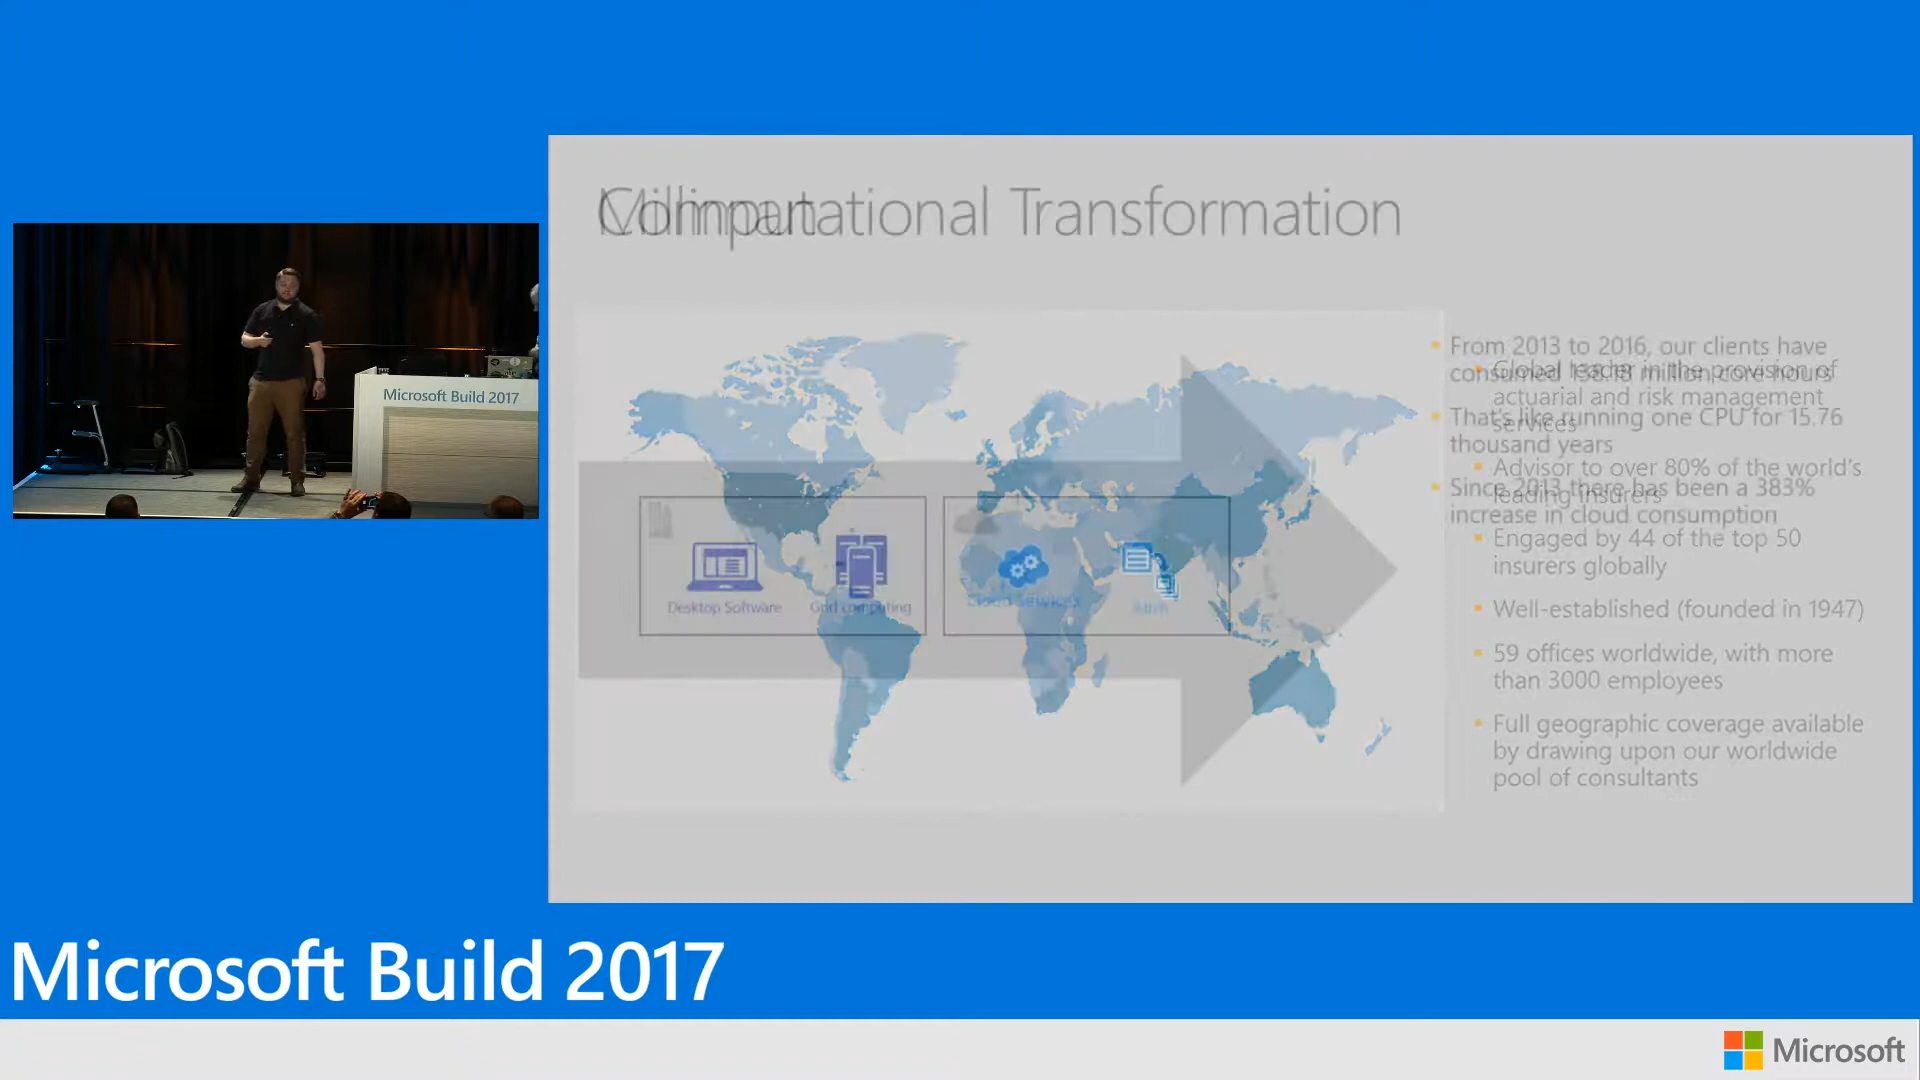 Microsoft Build 2017
Milliman
Computational Transformation
Desktop Software
Grid computing
Cloud Services
Batch
From 2013 to 2016, our clients have
consumed 138.18 million core hours
That's like running one CPU for 15.76
thousand years
Since 2013 there has been a 383%
increase in cloud consumption
Global leader in the provision of
actuarial and risk management
services
Advisor to over 80% of the world's
leading insurers
Engaged by 44 of the top 50
insurers globally
Well-established (founded in 1947)
59 offices worldwide, with more
than 3000 employees
Full geographic coverage available
by drawing upon our worldwide
pool of consultants
Microsoft Build 2017
Microsoft